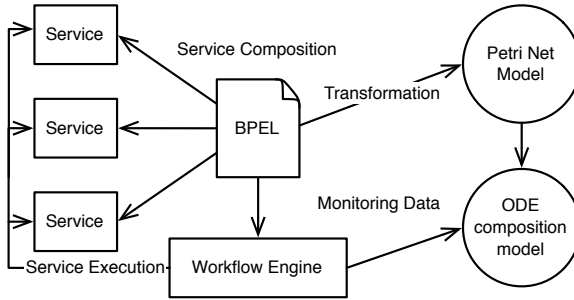 Service
Service Composition
Petri Net
Model
Transformation
Service
BPEL
Service
Monitoring Data
ODE
composition
model
Service Execution
Workflow Engine